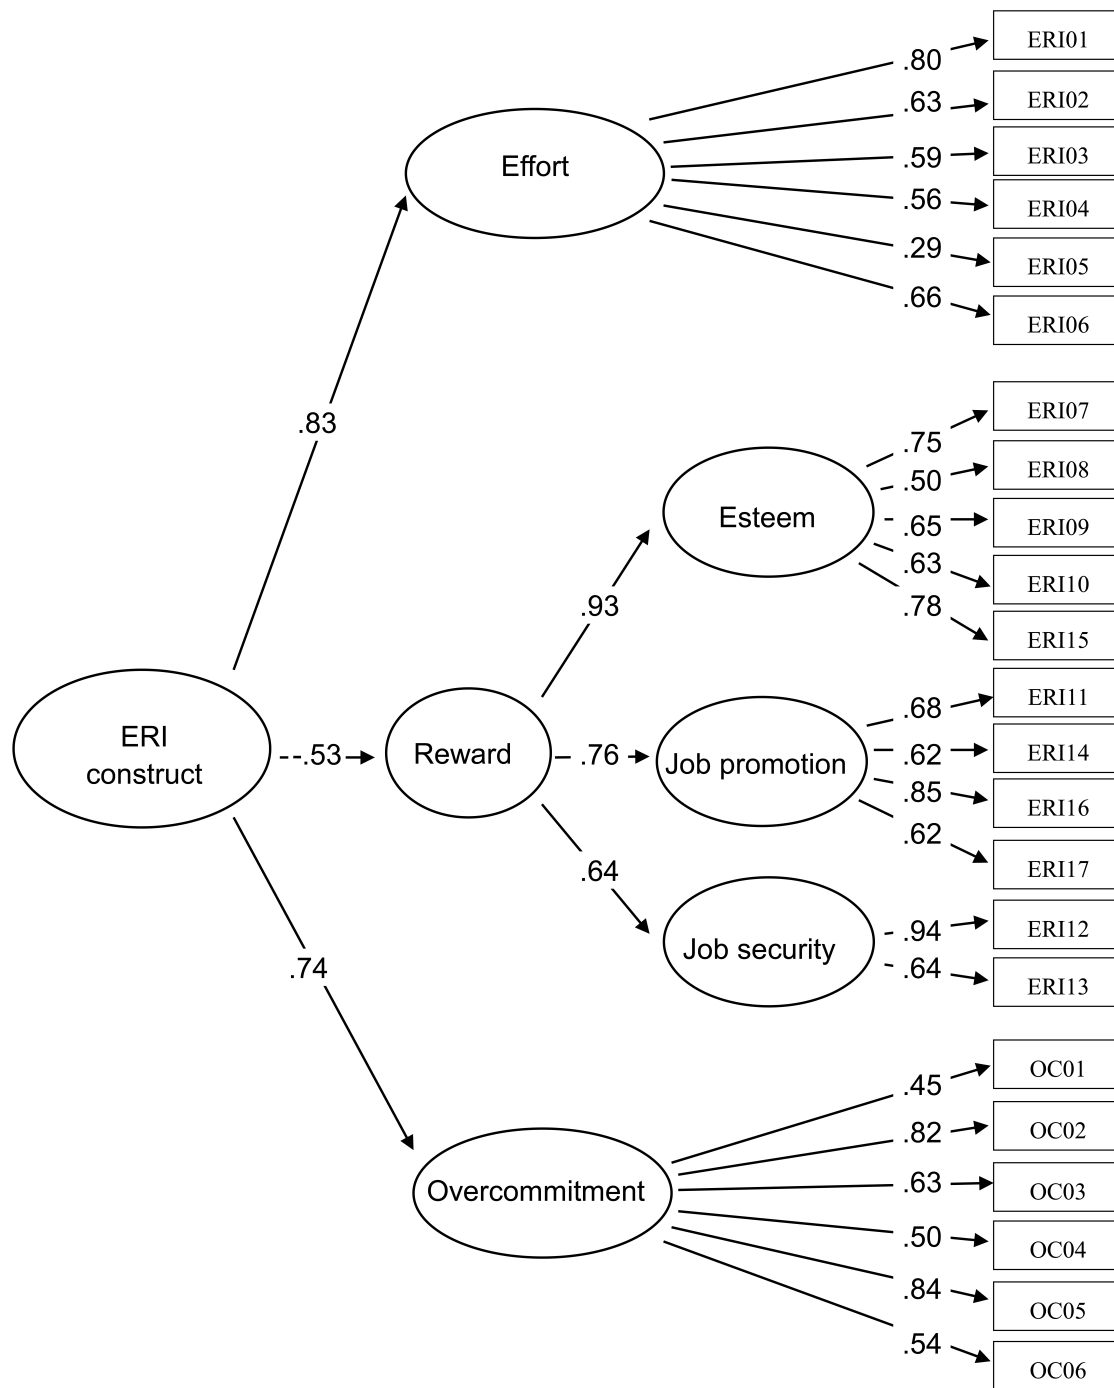 ERI01
.80
ERI02
.63
ERI03
.59
Effort
ERI04
.56
ERI05
.29
ERI06
.66
ERI07
.83
.75
ERI08
.50
ERI09
Esteem
.65
ERI10
.63
.93
.78
ERI15
ERI11
.68
ERI
construct
-.53
Reward
.76
Job promotion
ERI14
.62
ERI16
.85
.62
ERI17
.64
ERI12
.94
Job security
.64
ERI13
.74
OC01
.45
OC02
.82
OC03
.63
Overcommitment
OC04
.50
OC05
.84
OC06
.54